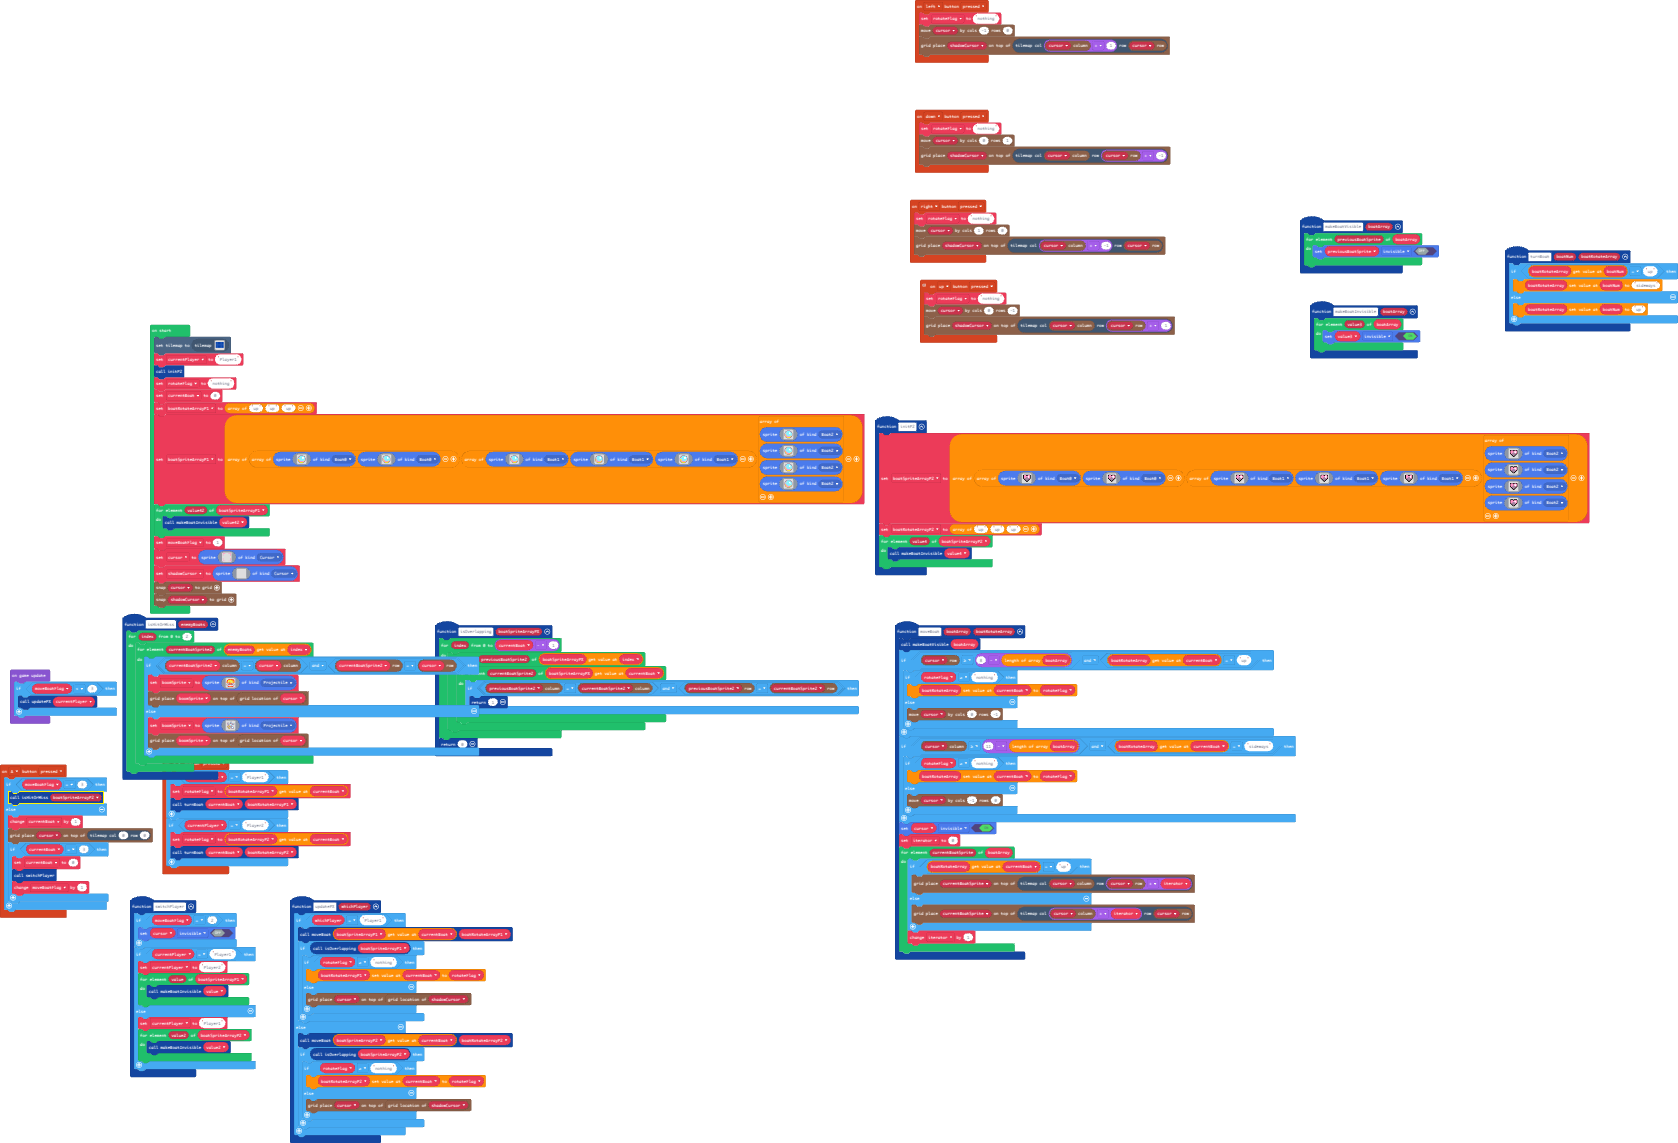 on left button pressed
set rotateFlag to nothing
move cursor by cols -1 rows 0
grid place shadowCursor on top of tilemap col cursor column + 1 row cursor row
on down button pressed
set rotateFlag to nothing
move cursor by cols 0 rows
grid place shadowCursor on top of tilemap col cursor column row cursor row + -1
on right button pressed
set rotateFlag to nothing
move cursor by cols 1 rows 0
grid place shadowCursor on top of tilemap col cursor column + -1 row cursor row
on up button pressed
set rotateFlag to nothing
move cursor by cols 0 rows -1
grid place shadowCursor on top of tilemap col cursor column row cursor row + 1
function makeBoatVisible boatArray
for element previousBoatSprite of boatArray
do set previousBoatSprite invisible
function makeBoatInvisible boatArray
for element value3 of boatArray
do set value3 invisible
function turnBoat boatNum boatRotateArray
if boatRotateArray get value at boatNum = up then
boatRotateArray set value at boatNum to sideways
else
boatRotateArray set value at boatNum to up
on start
set tilemap to tilemap
set currentPlayer to Player1
call initP2
set rotateFlag to nothing
set currentBoat to 0
set boatRotateArrayP1 to array of up up up
set boatSpriteArrayP1 to array of array of sprite of kind Boat0 sprite of kind Boat0 array of sprite of kind Boat1 sprite of kind Boat1 sprite of kind Boat1
array of
sprite of kind Boat2
sprite of kind Boat2
sprite of kind Boat2
sprite of kind Boat2
for element value42 of boatSpriteArrayP1
do call makeBoatInvisible value42
set moveBoatFlag to 1
set cursor to sprite of kind Cursor
set shadowCursor to sprite of kind Cursor
snap cursor to grid
snap shadowCursor to grid
function initP2
set boatSpriteArrayP2 to array of array of sprite of kind Boat0 sprite of kind Boat0 array of sprite of kind Boat1 sprite of kind Boat1 sprite of kind Boat1
array of
sprite of kind Boat2
sprite of kind Boat2
sprite of kind Boat2
sprite of kind Boat2
set boatRotateArrayP2 to array of up up up
for element value4 of boatSpriteArrayP2
do call makeBoatInvisible value4
function isHitOrMiss enemyBoats
for index from 0 to 2
do for element currentBoatSprite2 of enemyBoats get value at index
do if currentBoatSprite2 column = cursor column and currentBoatSprite2 row = cursor row then
set boomSprite to sprite of kind Projectile
grid place boomSprite on top of grid location of cursor
else
set boomSprite to sprite of kind Projectile
grid place boomSprite on top of grid location of cursor
function isOverlapping boatSpriteArrayP1
for index from 0 to currentBoat - 1
previousBoatSprite2 of boatSpriteArrayP1 get value at index
currentBoatSprite2 of boatSpriteArrayP1 get value at currentBoat
do if previousBoatSprite2 column = currentBoatSprite2 column and previousBoatSprite2 row = currentBoatSprite2 row then
return 1
return 0
on game update
if moveBoatFlag = then
call updatePX currentPlayer
on A button pressed
if moveBoatFlag = then
call isHitOrMiss boatSpriteArrayP2
else
change currentBoat by 1
grid place cursor on top of tilemap col 0 row 0
if currentBoat = then
set currentBoat to 0
call switchPlayer
change moveBoatFlag by 1
= Player1 then
set rotateFlag to boatRotateArrayP1 get value at currentBoat
call turnBoat currentBoat boatRotateArrayP1
if currentPlayer = Player1 then
set rotateFlag to boatRotateArrayP2 get value at currentBoat
call turnBoat currentBoat boatRotateArrayP2
function switchPlayer
if moveBoatFlag = then
set cursor invisible
if currentPlayer = Player1 then
set currentPlayer to Player2
for element value of boatSpriteArrayP1
do call makeBoatInvisible value
else
set currentPlayer to Player1
for element value2 of boatSpriteArrayP2
do call makeBoatInvisible value2
function updatePX whichPlayer
if whichPlayer = Player1 then
call moveBoat boatSpriteArrayP1 get value at currentBoat boatRotateArrayP1
if call isOverlapping boatSpriteArrayP1 then
if rotateFlag = nothing then
boatRotateArrayP1 set value at currentBoat to rotateFlag
else
grid place cursor on top of grid location of shadowCursor
else
call moveBoat boatSpriteArrayP2 get value at currentBoat boatRotateArrayP2
if call isOverlapping boatSpriteArrayP2 then
if rotateFlag = nothing then
boatRotateArrayP2 set value at currentBoat to rotateFlag
else
grid place cursor on top of grid location of shadowCursor
function moveBoat boatArray boatRotateArray
call makeBoatVisible boatArray
if cursor row - length of array boatArray and boatRotateArray get value at currentBoat = up then
if rotateFlag nothing then
boatRotateArray set value at currentBoat to rotateFlag
else
move cursor by cols 0 rows -1
if cursor column - length of array boatArray and boatRotateArray get value at currentBoat = sideways then
if rotateFlag nothing then
boatRotateArray set value at currentBoat to rotateFlag
else
move cursor by cols -1 rows 0
set cursor invisible
set iterator to 0
for element currentBoatSprite of boatArray
do if boatRotateArray get value at currentBoat = up then
grid place currentBoatSprite on top of tilemap col cursor column row cursor row + iterator
else
grid place currentBoatSprite on top of tilemap col cursor column + iterator row cursor row
change iterator by 1